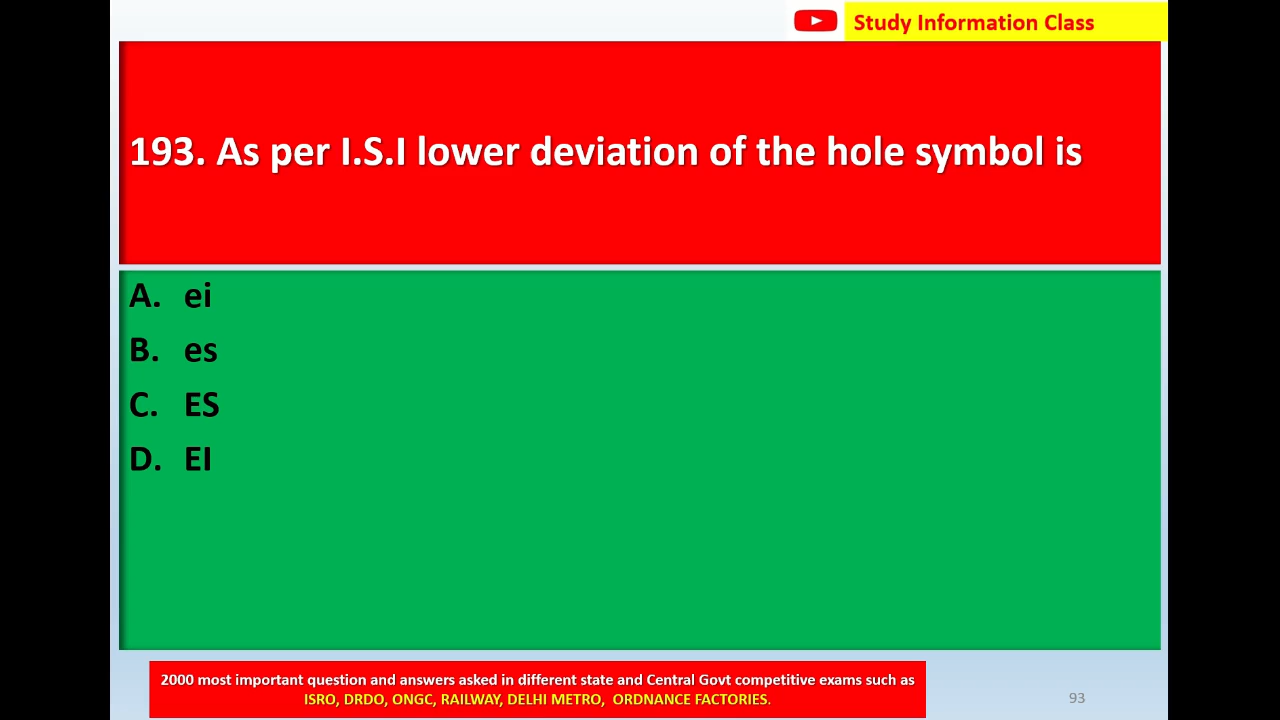 Study Information Class
193. As per I.S.I lower deviation of the hole symbol is
A. ei
B. es
C. ES
D. EI
2000 most important question and answers asked in different state and Central Govt competitive exams such as
ISRO, DRDO, ONGC, RAILWAY, DELHI METRO, ORDNANCE FACTORIES.
93